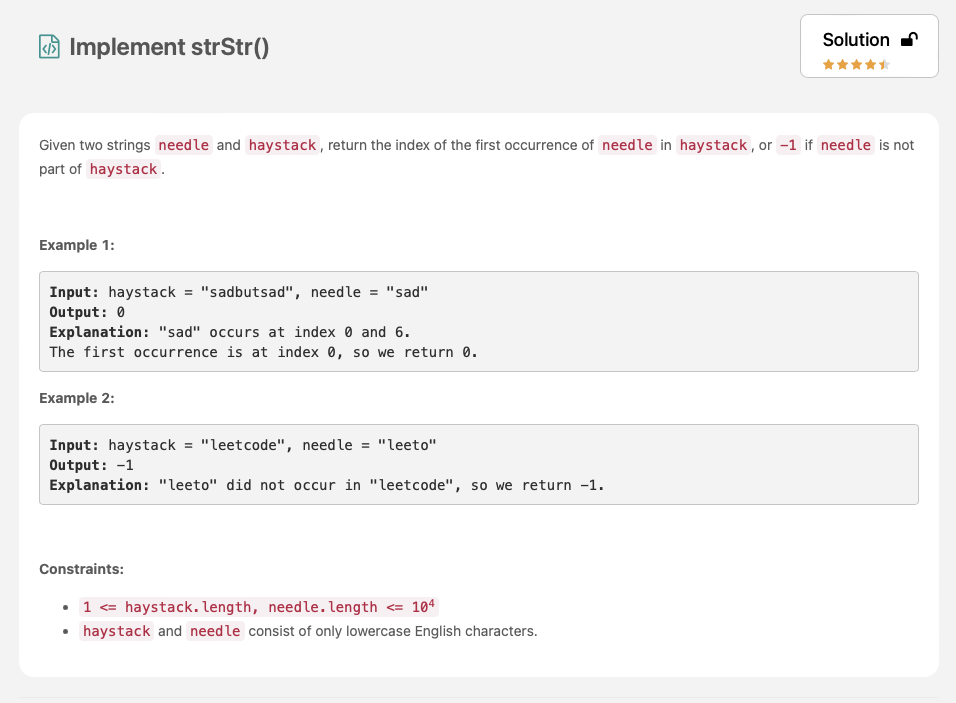 Implement strStr()
Solution
Given two strings needle and haystack, return the index of the first occurrence of needle in haystack, or -1 if needle is not
part of haystack.
Example 1:
Input: haystack = "sadbutsad", needle = "sad"
Output: 0
Explanation: "sad" occurs at index 0 and 6.
The first occurrence is at index 0, so we return 0.
Example 2:
Input: haystack = "leetcode", needle = "leeto"
Output: -1
Explanation: "leeto" did not occur in "leetcode", so we return -1.
Constraints:
• 1 <= haystack.length, needle.length <= 10⁴
• haystack and needle consist of only lowercase English characters.